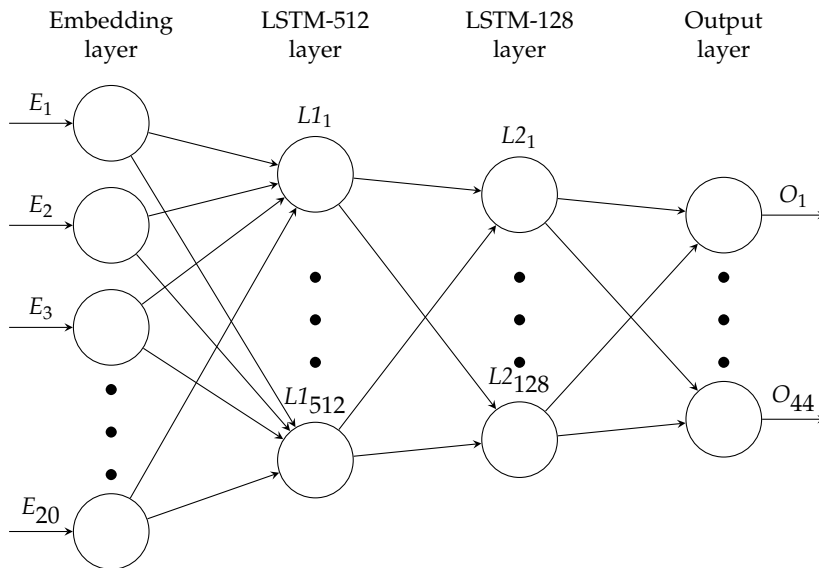 Embedding
layer
LSTM-512
layer
LSTM-128
layer
Output
layer
E1
E2
E3
E20
L11
L1512
L21
L2128
O1
O44